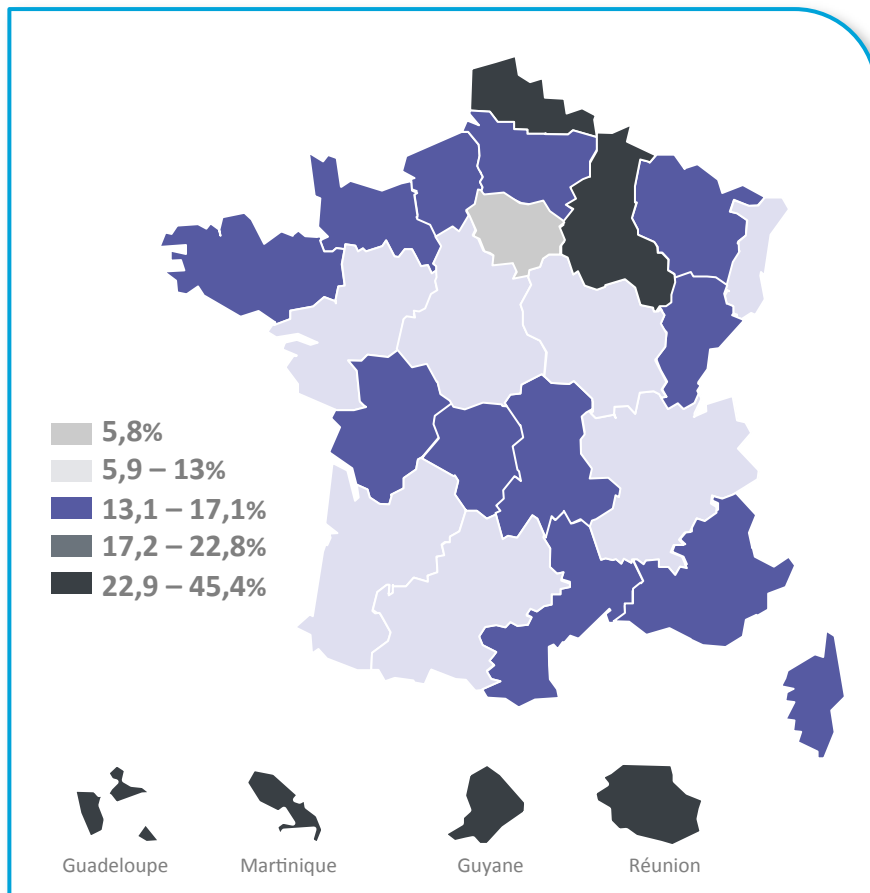 5,8%
5,9 – 13%
13,1 – 17,1%
17,2 – 22,8%
22,9 – 45,4%
Guadeloupe
Martinique
Guyane
Réunion